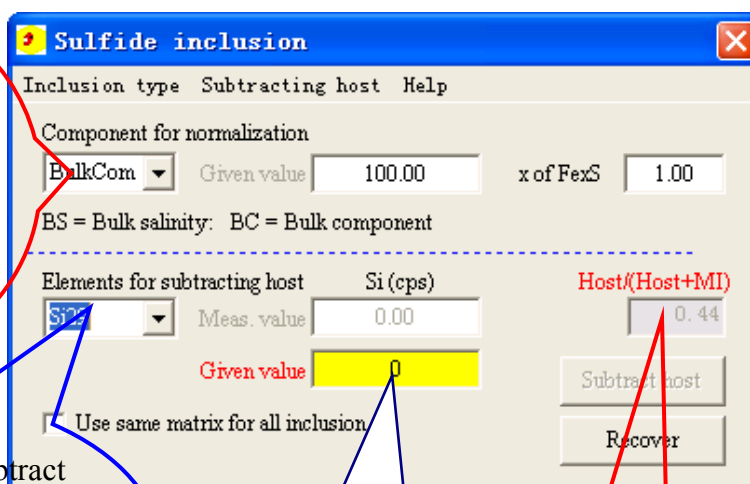 Sulfide inclusion
Inclusion type Subtracting host Help
Component for normalization
BulkCom Given value 100.00 x of FexS 1.00
BS = Bulk salinity: BC = Bulk component
Elements for subtracting host Si (cps) Host/(Host+MI)
Si29 Meas. value 0.00 0.44
Given value 0 Subtract host
Use same matrix for all inclusion
Recover
btract